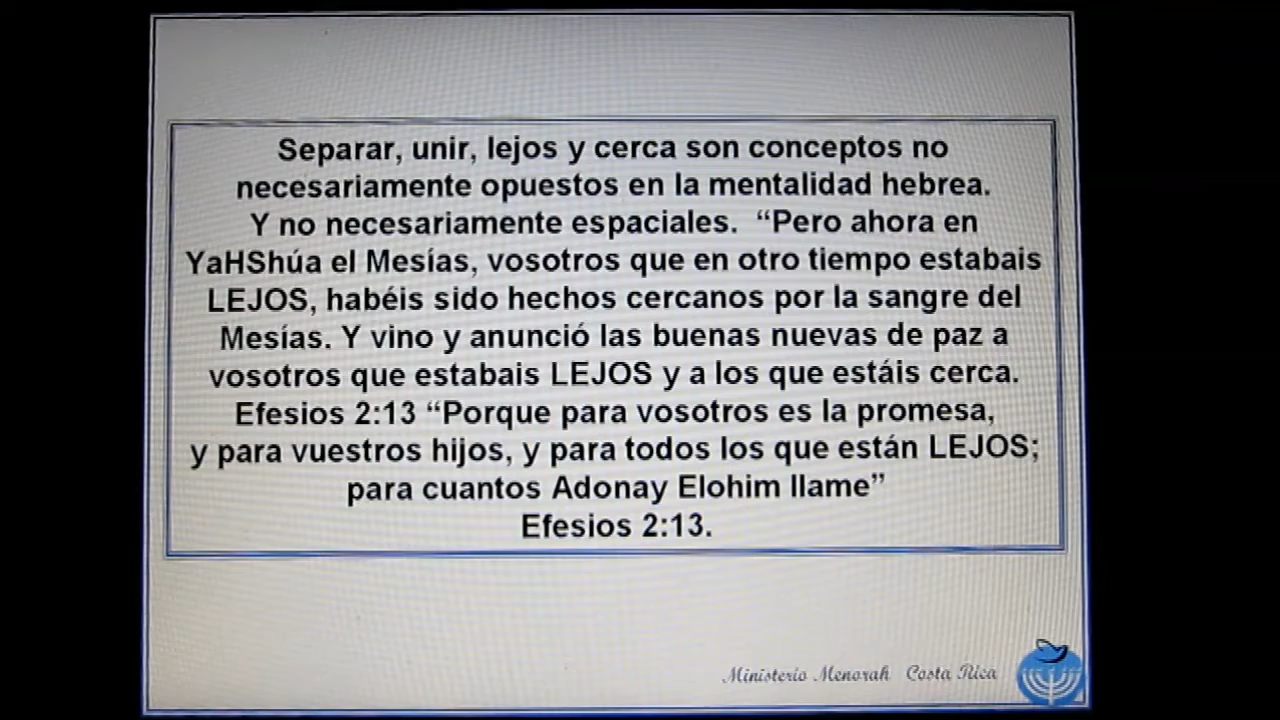 Separar, unir, lejos y cerca son conceptos no
necesariamente opuestos en la mentalidad hebrea.
Y no necesariamente espaciales. “Pero ahora en
YaHShúa el Mesías, vosotros que en otro tiempo estabais
LEJOS, habéis sido hechos cercanos por la sangre del
Mesías. Y vino y anunció las buenas nuevas de paz a
vosotros que estabais LEJOS y a los que estáis cerca.
Efesios 2:13 “Porque para vosotros es la promesa,
y para vuestros hijos, y para todos los que están LEJOS;
para cuantos Adonay Elohim llame”
Efesios 2:13.
Ministerio Menorah Costa Rica